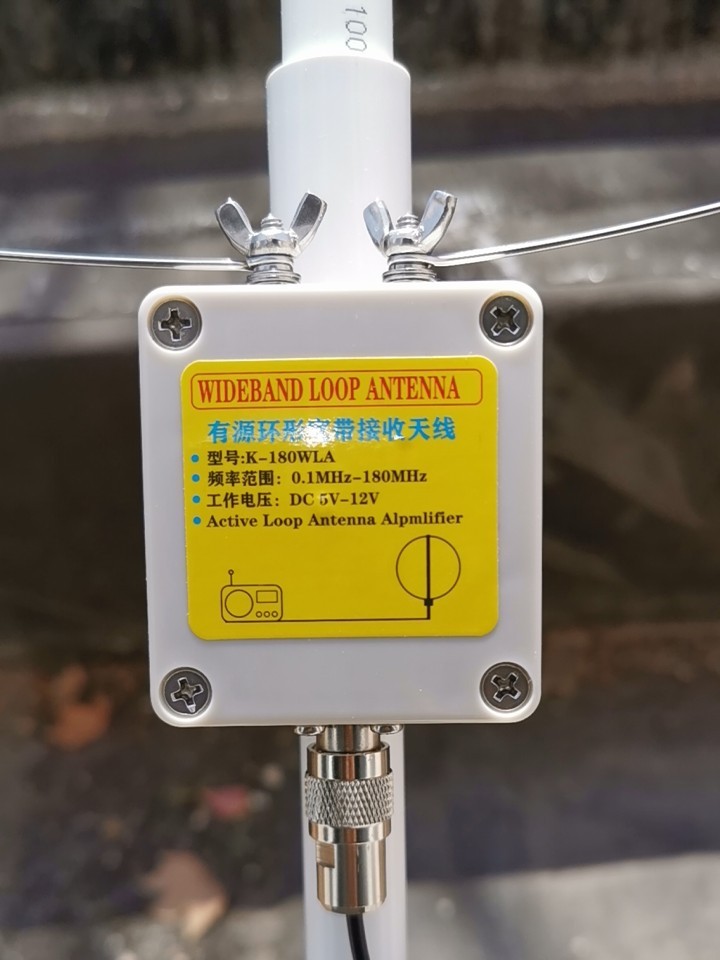 100
WIDEBAND LOOP ANTENNA
有源环形宽带接收天线
型号:K-180WLA
频率范围: 0.1MHz-180MHz
工作电压: DC 5V-12V
Active Loop Antenna Alpmlifier